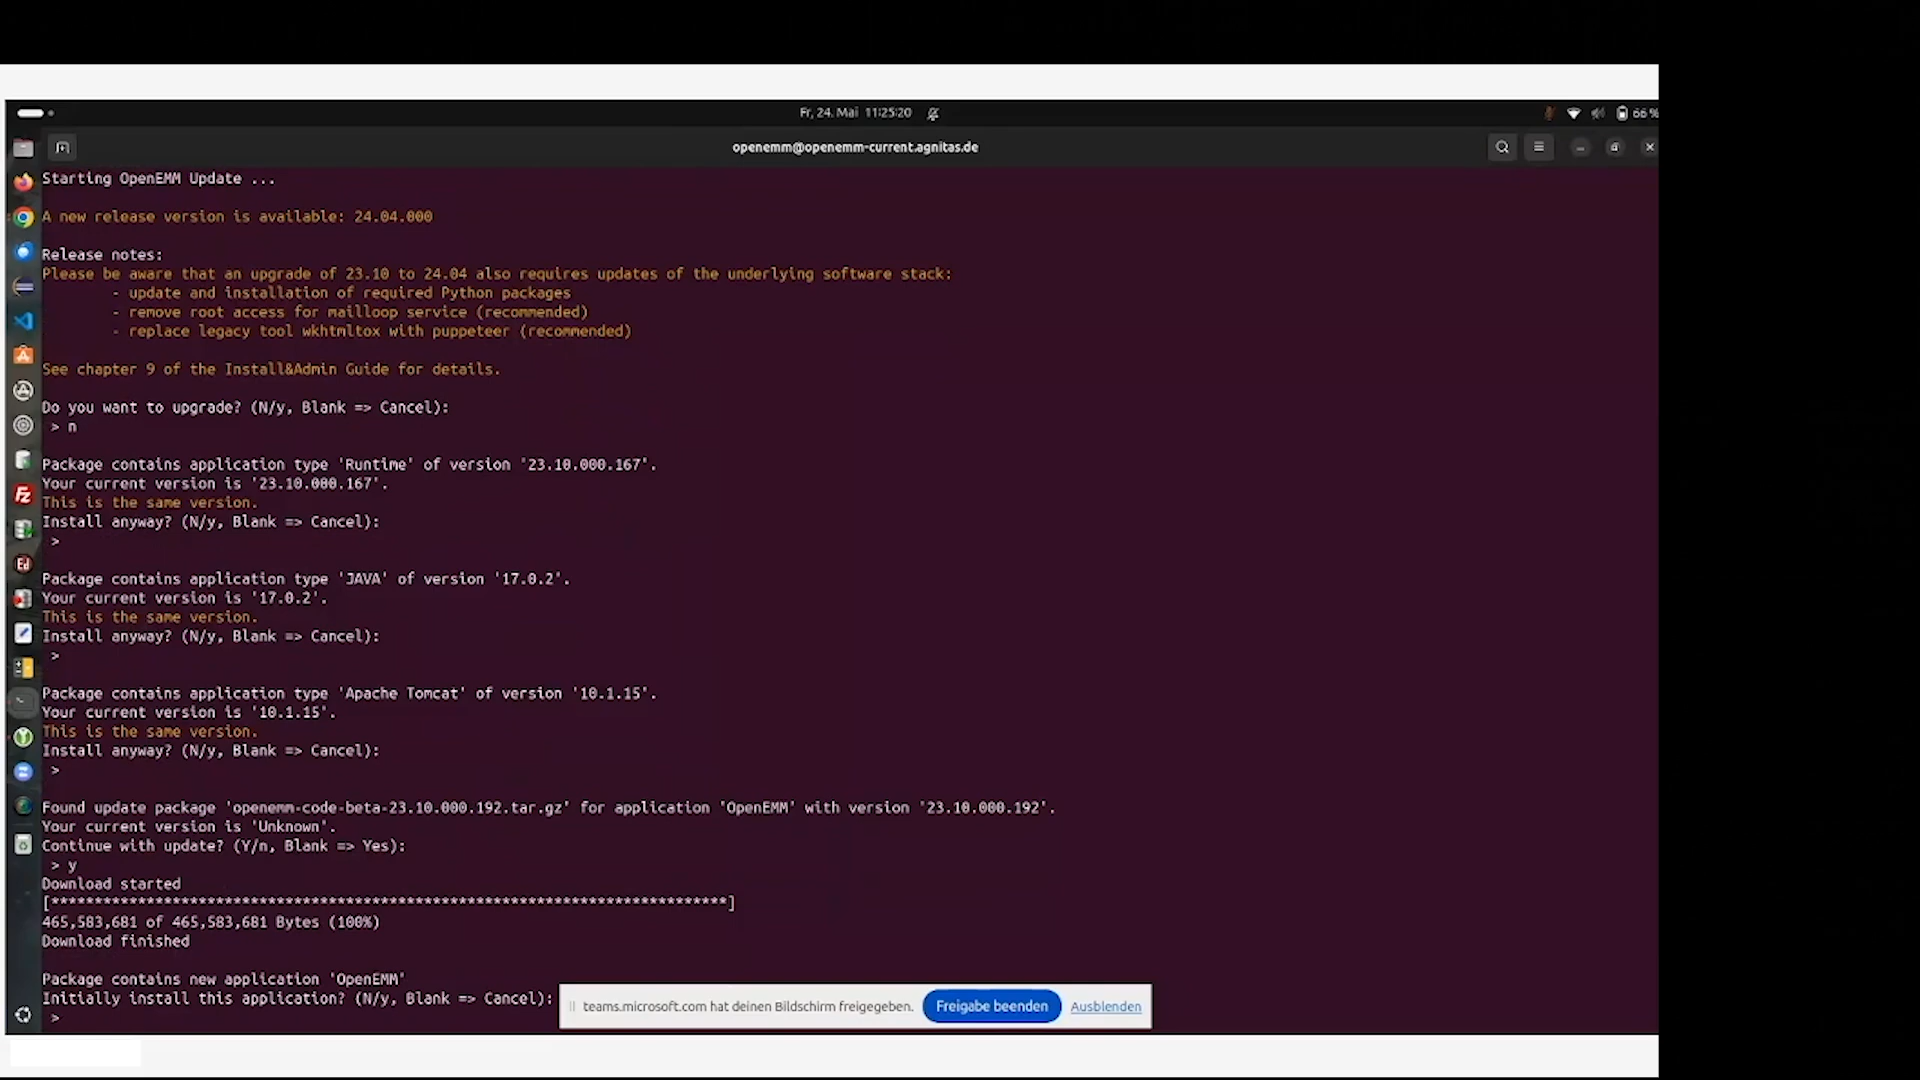 Fr, 24. Mai 11:25:20
66 %
openemm@openemm-current.agnitas.de
Starting OpenEMM Update ...
A new release version is available: 24.04.000
Release notes:
Please be aware that an upgrade of 23.10 to 24.04 also requires updates of the underlying software stack:
- update and installation of required Python packages
- remove root access for mailloop service (recommended)
- replace legacy tool wkhtmltox with puppeteer (recommended)
See chapter 9 of the Install&Admin Guide for details.
Do you want to upgrade? (N/y, Blank => Cancel):
> n
Package contains application type 'Runtime' of version '23.10.000.167'.
Your current version is '23.10.000.167'.
This is the same version.
Install anyway? (N/y, Blank => Cancel):
>
Package contains application type 'JAVA' of version '17.0.2'.
Your current version is '17.0.2'.
This is the same version.
Install anyway? (N/y, Blank => Cancel):
>
Package contains application type 'Apache Tomcat' of version '10.1.15'.
Your current version is '10.1.15'.
This is the same version.
Install anyway? (N/y, Blank => Cancel):
>
Found update package 'openemm-code-beta-23.10.000.192.tar.gz' for application 'OpenEMM' with version '23.10.000.192'.
Your current version is 'Unknown'.
Continue with update? (Y/n, Blank => Yes):
> y
Download started
[******************************************************************************]
465,583,681 of 465,583,681 Bytes (100%)
Download finished
Package contains new application 'OpenEMM'
Initially install this application? (N/y, Blank => Cancel):
>
teams.microsoft.com hat deinen Bildschirm freigegeben.
Freigabe beenden
Ausblenden
Fz
Ed